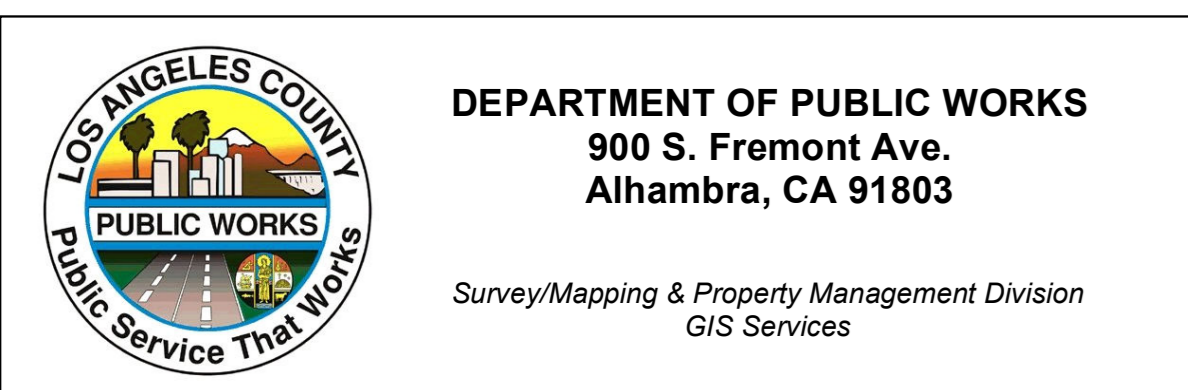 LOS ANGELES COUNTY
PUBLIC WORKS
Public Service That Works
DEPARTMENT OF PUBLIC WORKS
900 S. Fremont Ave.
Alhambra, CA 91803
Survey/Mapping & Property Management Division
GIS Services